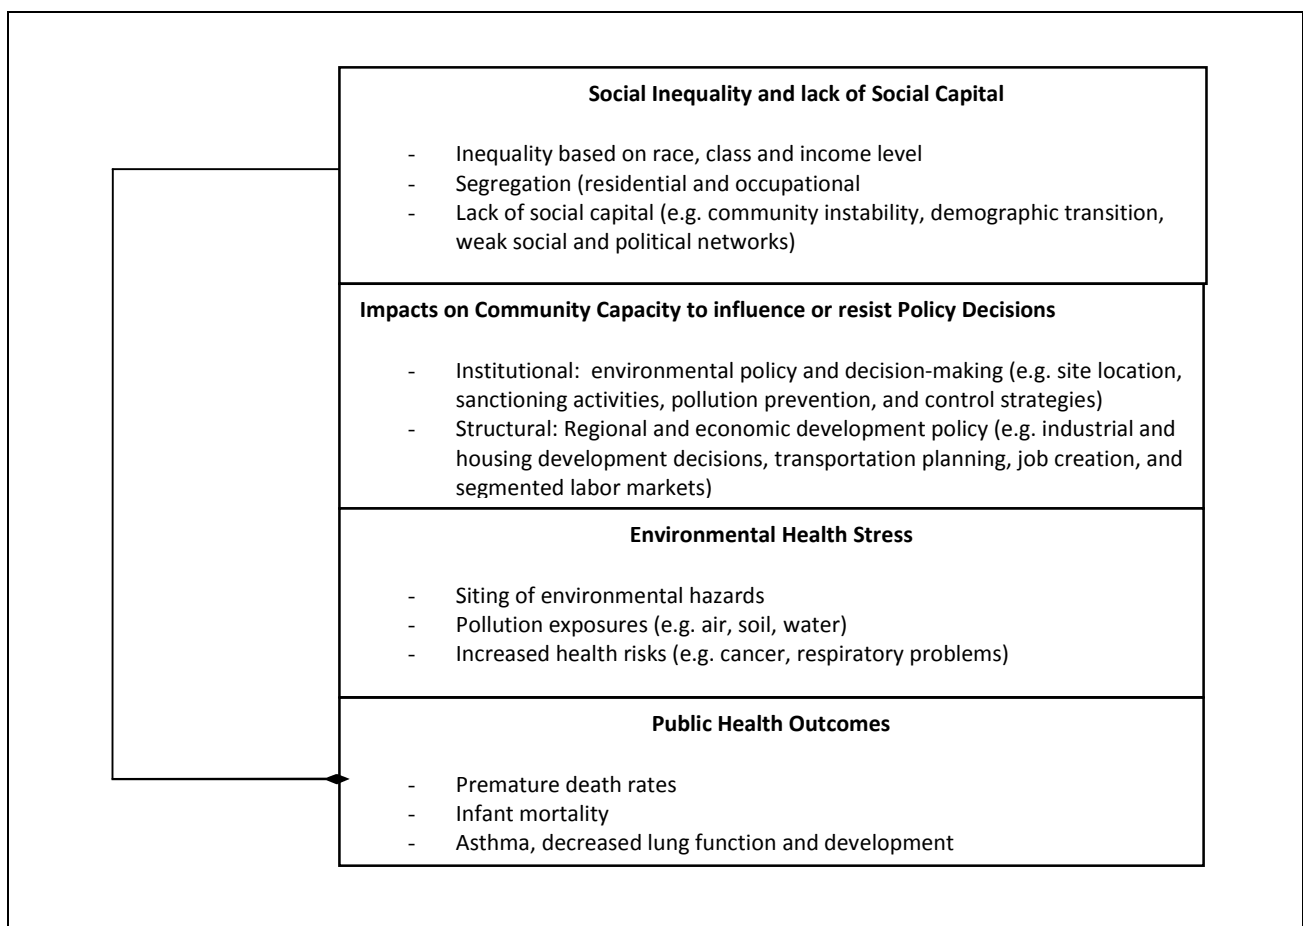 Social Inequality and lack of Social Capital
- Inequality based on race, class and income level
- Segregation (residential and occupational
- Lack of social capital (e.g. community instability, demographic transition,
weak social and political networks)
Impacts on Community Capacity to influence or resist Policy Decisions
- Institutional:  environmental policy and decision-making (e.g. site location,
sanctioning activities, pollution prevention, and control strategies)
- Structural: Regional and economic development policy (e.g. industrial and
housing development decisions, transportation planning, job creation, and
segmented labor markets)
Environmental Health Stress
- Siting of environmental hazards
- Pollution exposures (e.g. air, soil, water)
- Increased health risks (e.g. cancer, respiratory problems)
Public Health Outcomes
- Premature death rates
- Infant mortality
- Asthma, decreased lung function and development